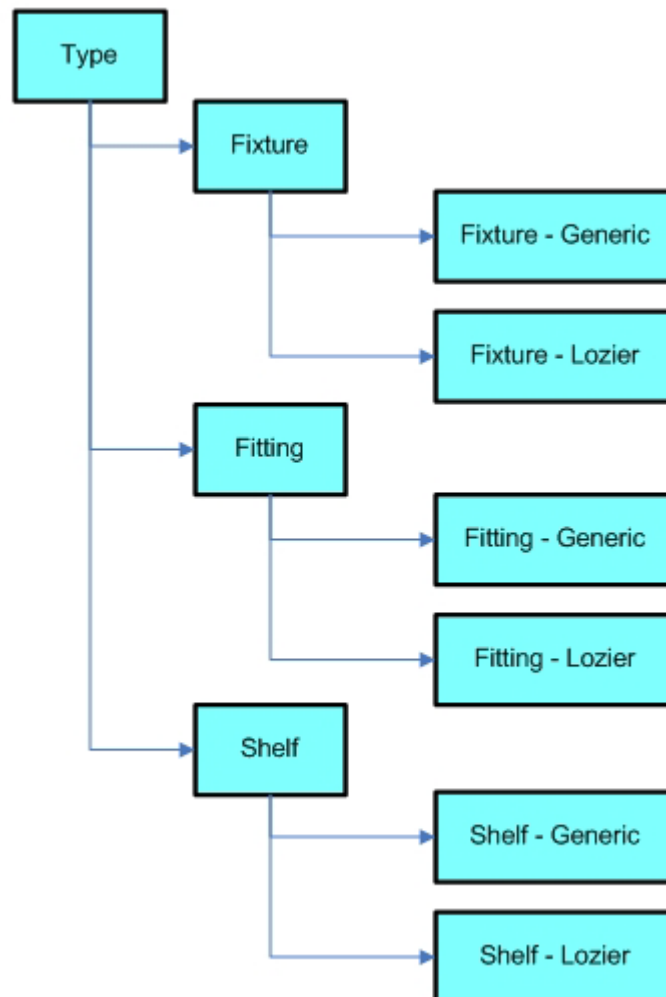 Type
Fixture
Fixture - Generic
Fixture - Lozier
Fitting
Fitting - Generic
Fitting - Lozier
Shelf
Shelf - Generic
Shelf - Lozier